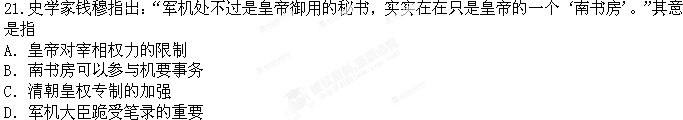 21.史学家钱穆指出：“军机处不过是皇帝御用的秘书，实实在在只是皇帝的一个‘南书房’。”其意
是指
A．皇帝对宰相权力的限制
B．南书房可以参与机要事务
C．清朝皇权专制的加强
D．军机大臣跪受笔录的重要